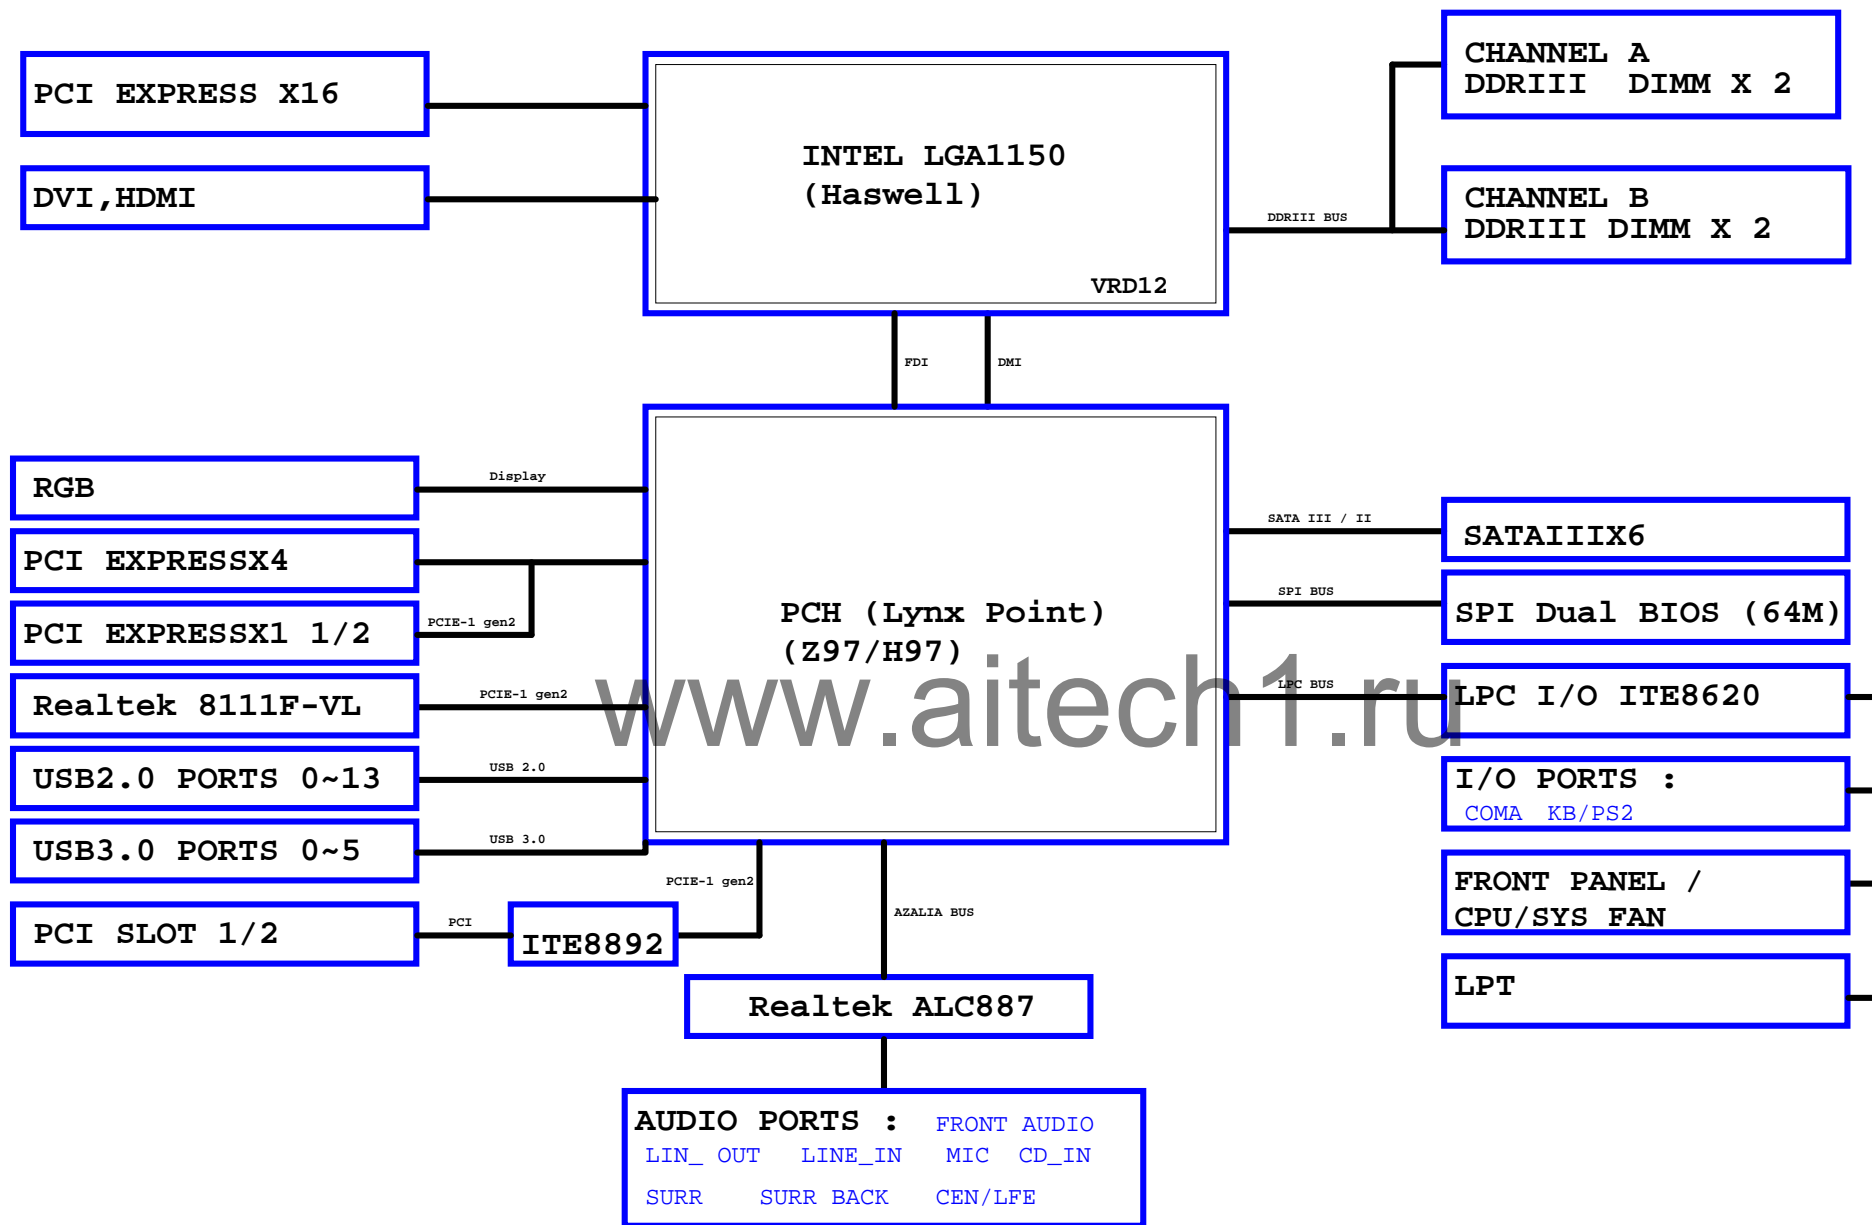 PCI EXPRESS X16
DVI,HDMI
INTEL LGA1150
(Haswell)
VRD12
DDRIII BUS
CHANNEL A
DDRIII DIMM X 2
CHANNEL B
DDRIII DIMM X 2
FDI
DMI
RGB
Display
PCI EXPRESSX4
PCI EXPRESSX1 1/2
PCIE-1 gen2
Realtek 8111F-VL
PCIE-1 gen2
USB2.0 PORTS 0~13
USB 2.0
USB3.0 PORTS 0~5
USB 3.0
PCI SLOT 1/2
PCI
ITE8892
PCIE-1 gen2
PCH (Lynx Point)
(Z97/H97)
www.aitech1.ru
SATA III / II
SATAIIIX6
SPI BUS
SPI Dual BIOS (64M)
LPC BUS
LPC I/O ITE8620
I/O PORTS :
COMA KB/PS2
FRONT PANEL /
CPU/SYS FAN
LPT
AZALIA BUS
Realtek ALC887
AUDIO PORTS : FRONT AUDIO
LIN_ OUT LINE_IN MIC CD_IN
SURR SURR BACK CEN/LFE